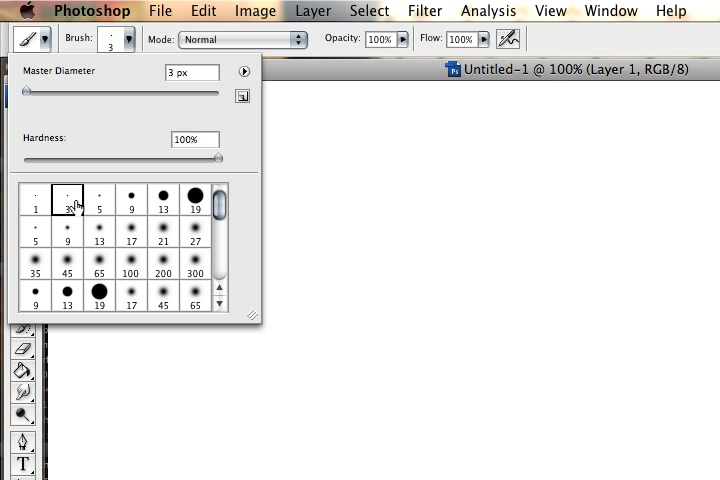 Photoshop File Edit Image Layer Select Filter Analysis View Window Help
Brush: 3 Mode: Normal Opacity: 100% Flow: 100%
Untitled-1 @ 100% (Layer 1, RGB/8)
Master Diameter 3 px
Hardness: 100%
1 3 5 9 13 19
5 9 13 17 21 27
35 45 65 100 200 300
9 13 19 17 45 65
T